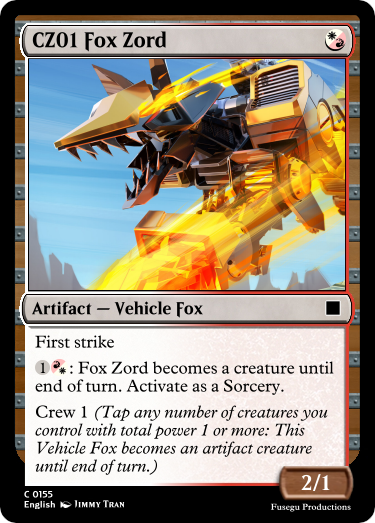 CZ01 Fox Zord
Artifact — Vehicle Fox
First strike
1: Fox Zord becomes a creature until
end of turn. Activate as a Sorcery.
Crew 1 (Tap any number of creatures you
control with total power 1 or more: This
Vehicle Fox becomes an artifact creature
until end of turn.)
2/1
C 0155
English Jimmy Tran
Fusegu Productions